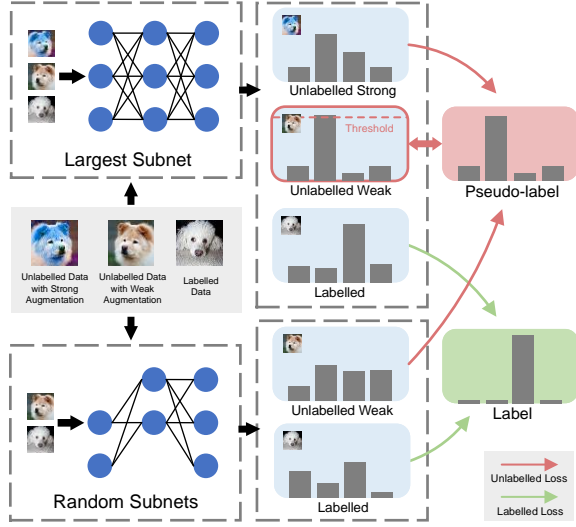 Largest Subnet
Unlabelled Strong
Threshold
Unlabelled Weak
Pseudo-label
Labelled
Unlabelled Data
with Strong
Augmentation
Unlabelled Data
with Weak
Augmentation
Labelled
Data
Unlabelled Weak
Label
Random Subnets
Labelled
Unlabelled Loss
Labelled Loss